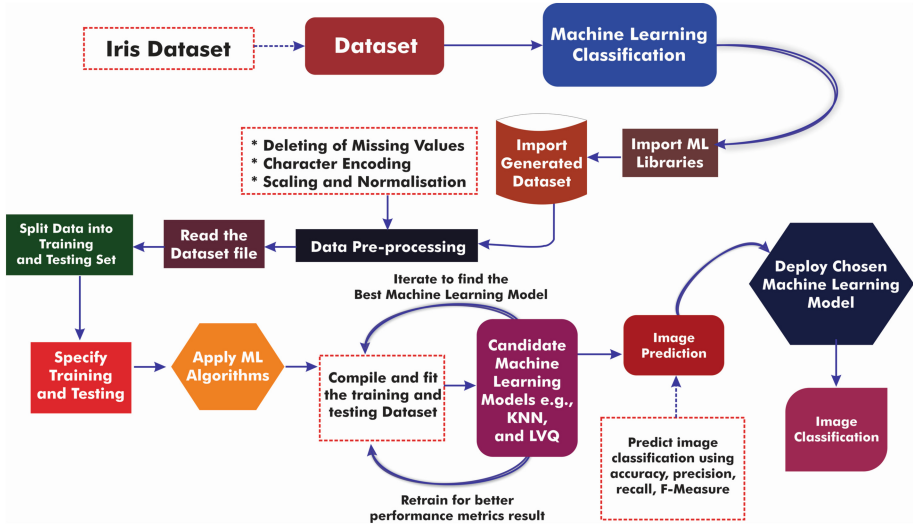 Iris Dataset
Dataset
Machine Learning
Classification
Import ML
Libraries
Import
Generated
Dataset
* Deleting of Missing Values
* Character Encoding
* Scaling and Normalisation
Data Pre-processing
Read the
Dataset file
Split Data into
Training
and Testing Set
Specify
Training
and Testing
Apply ML
Algorithms
Iterate to find the
Best Machine Learning Model
Compile and fit
the training and
testing Dataset
Candidate
Machine
Learning
Models e.g.,
KNN,
and LVQ
Retrain for better
performance metrics result
Image
Prediction
Predict image
classification using
accuracy, precision,
recall, F-Measure
Deploy Chosen
Machine Learning
Model
Image
Classification